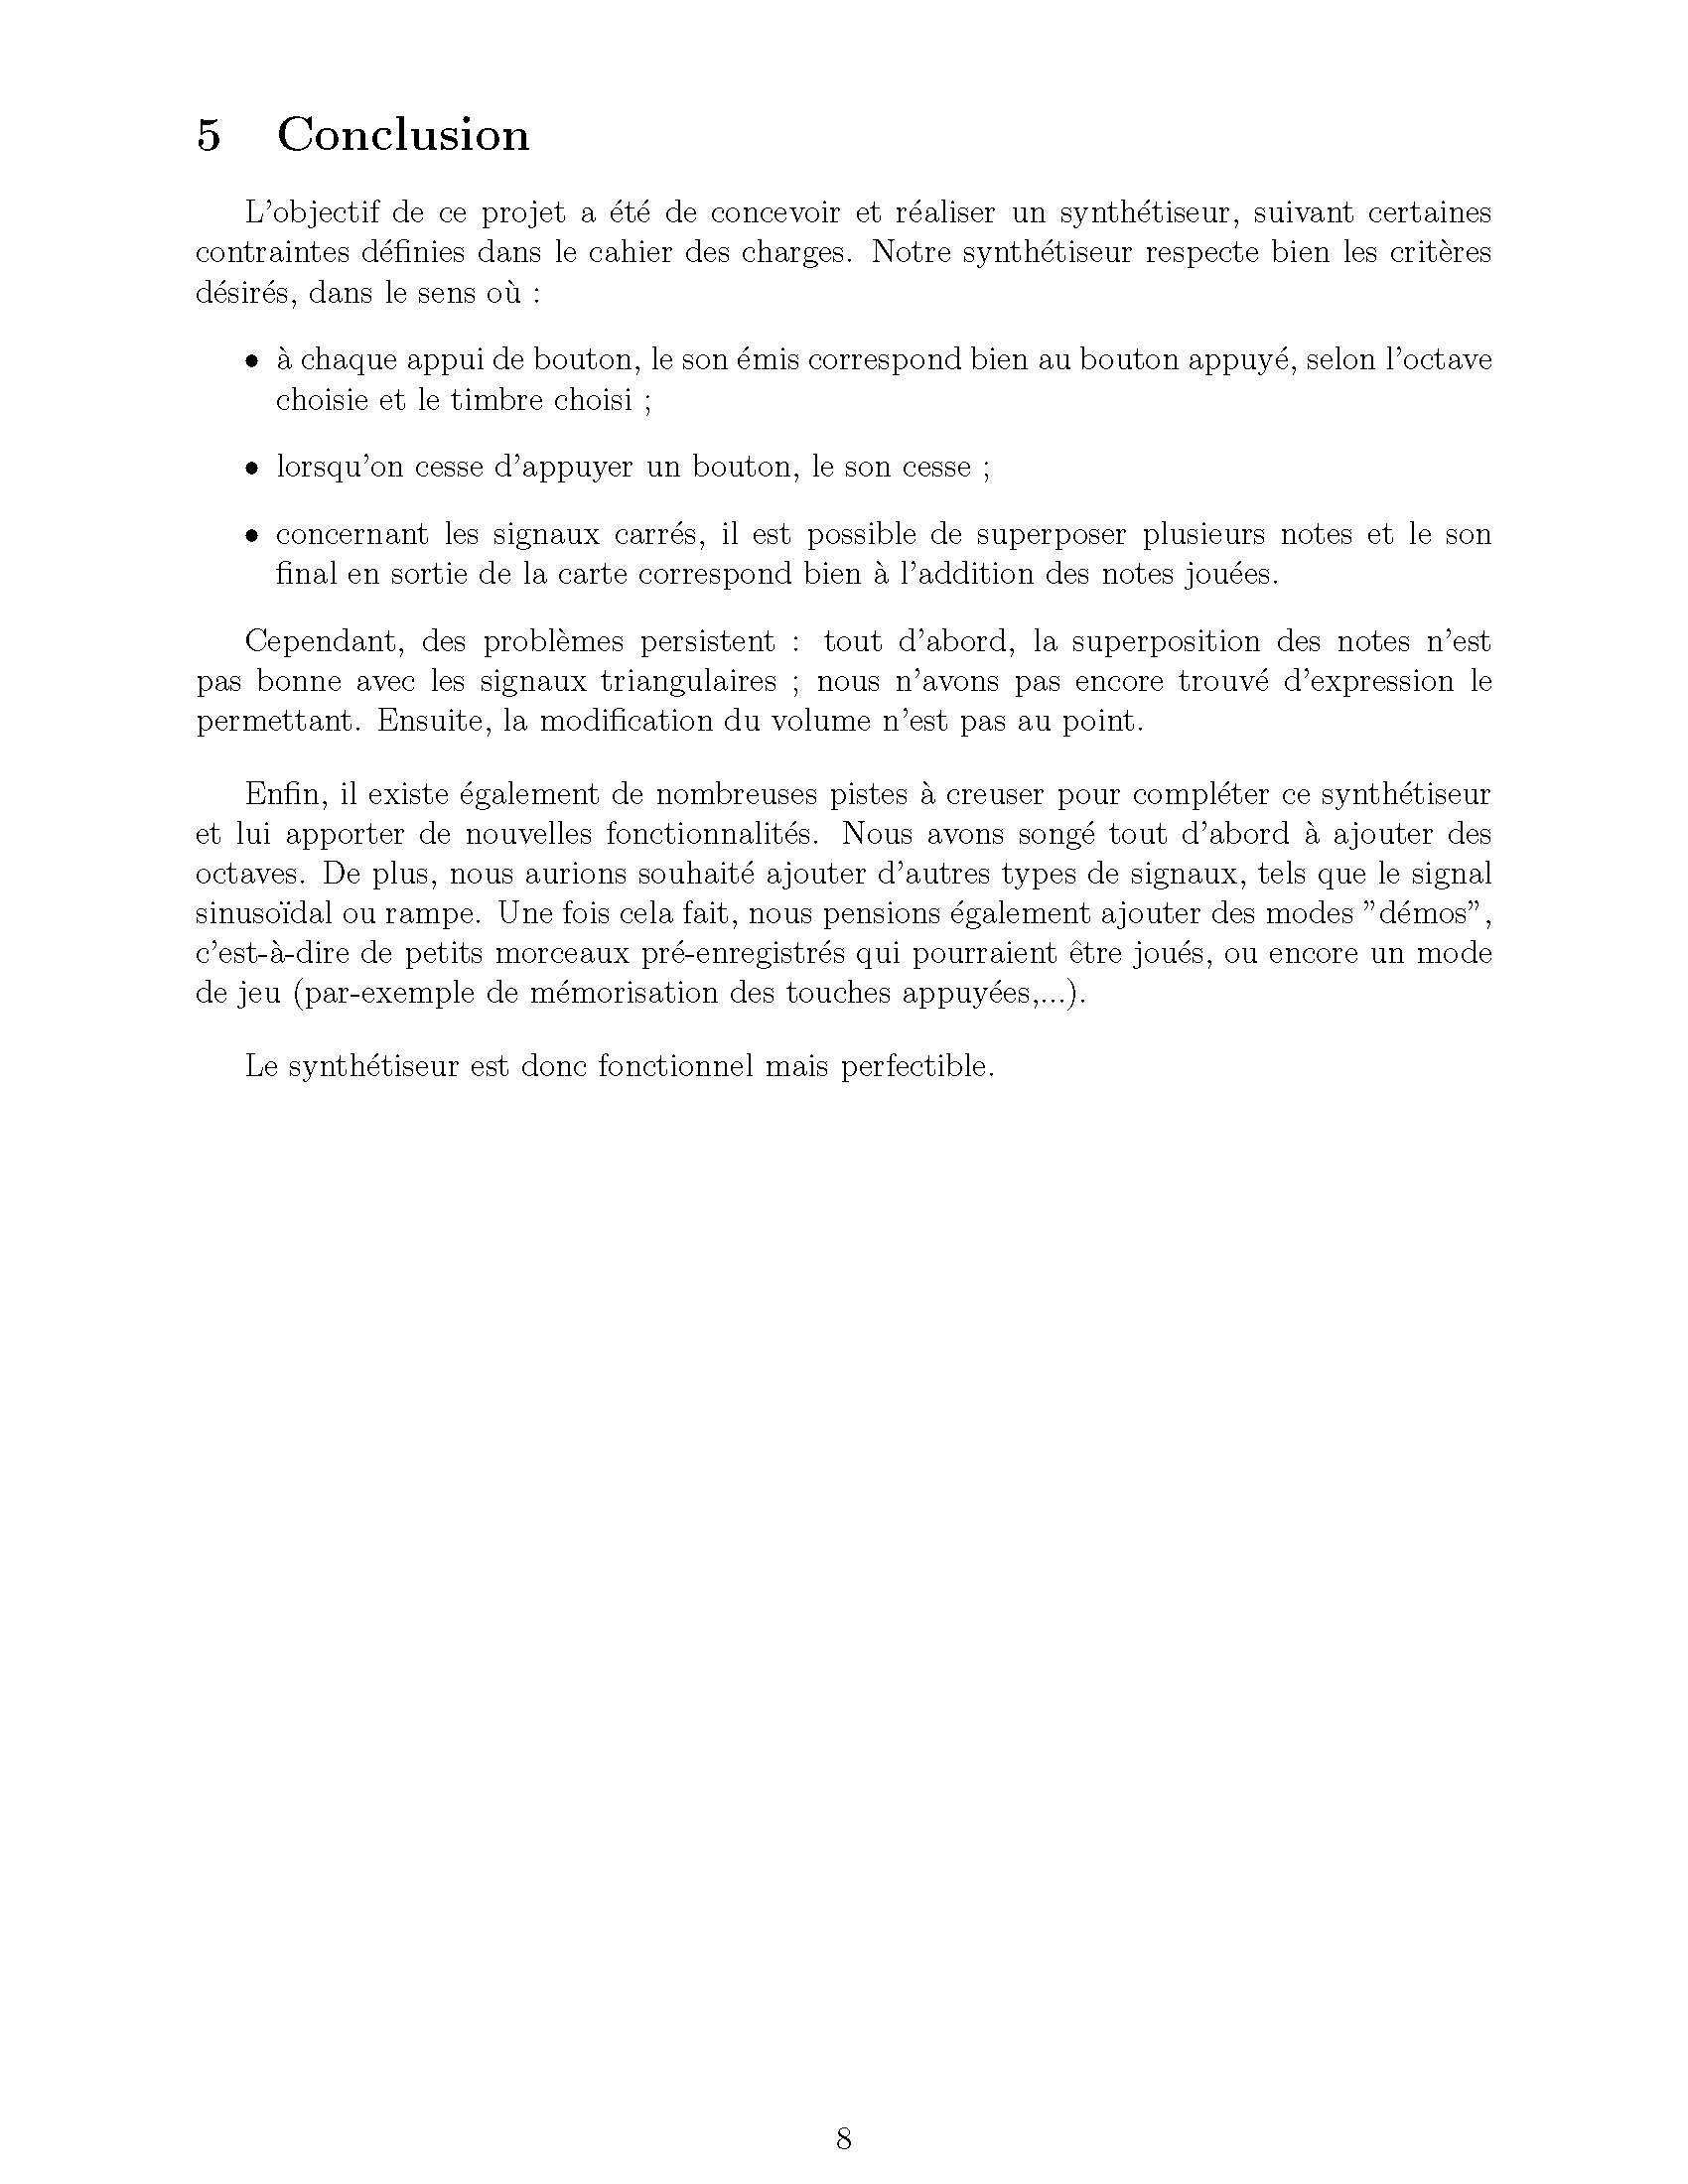 5 Conclusion
L'objectif de ce projet a été de concevoir et réaliser un synthétiseur, suivant certaines
contraintes définies dans le cahier des charges. Notre synthétiseur respecte bien les critères
désirés, dans le sens où :
• à chaque appui de bouton, le son émis correspond bien au bouton appuyé, selon l'octave
choisie et le timbre choisi ;
• lorsqu'on cesse d'appuyer un bouton, le son cesse ;
• concernant les signaux carrés, il est possible de superposer plusieurs notes et le son
final en sortie de la carte correspond bien à l'addition des notes jouées.
Cependant, des problèmes persistent : tout d'abord, la superposition des notes n'est
pas bonne avec les signaux triangulaires ; nous n'avons pas encore trouvé d'expression le
permettant. Ensuite, la modification du volume n'est pas au point.
Enfin, il existe également de nombreuses pistes à creuser pour compléter ce synthétiseur
et lui apporter de nouvelles fonctionnalités. Nous avons songé tout d'abord à ajouter des
octaves. De plus, nous aurions souhaité ajouter d'autres types de signaux, tels que le signal
sinusoïdal ou rampe. Une fois cela fait, nous pensions également ajouter des modes "démos",
c'est-à-dire de petits morceaux pré-enregistrés qui pourraient être joués, ou encore un mode
de jeu (par-exemple de mémorisation des touches appuyées,...).
Le synthétiseur est donc fonctionnel mais perfectible.
8